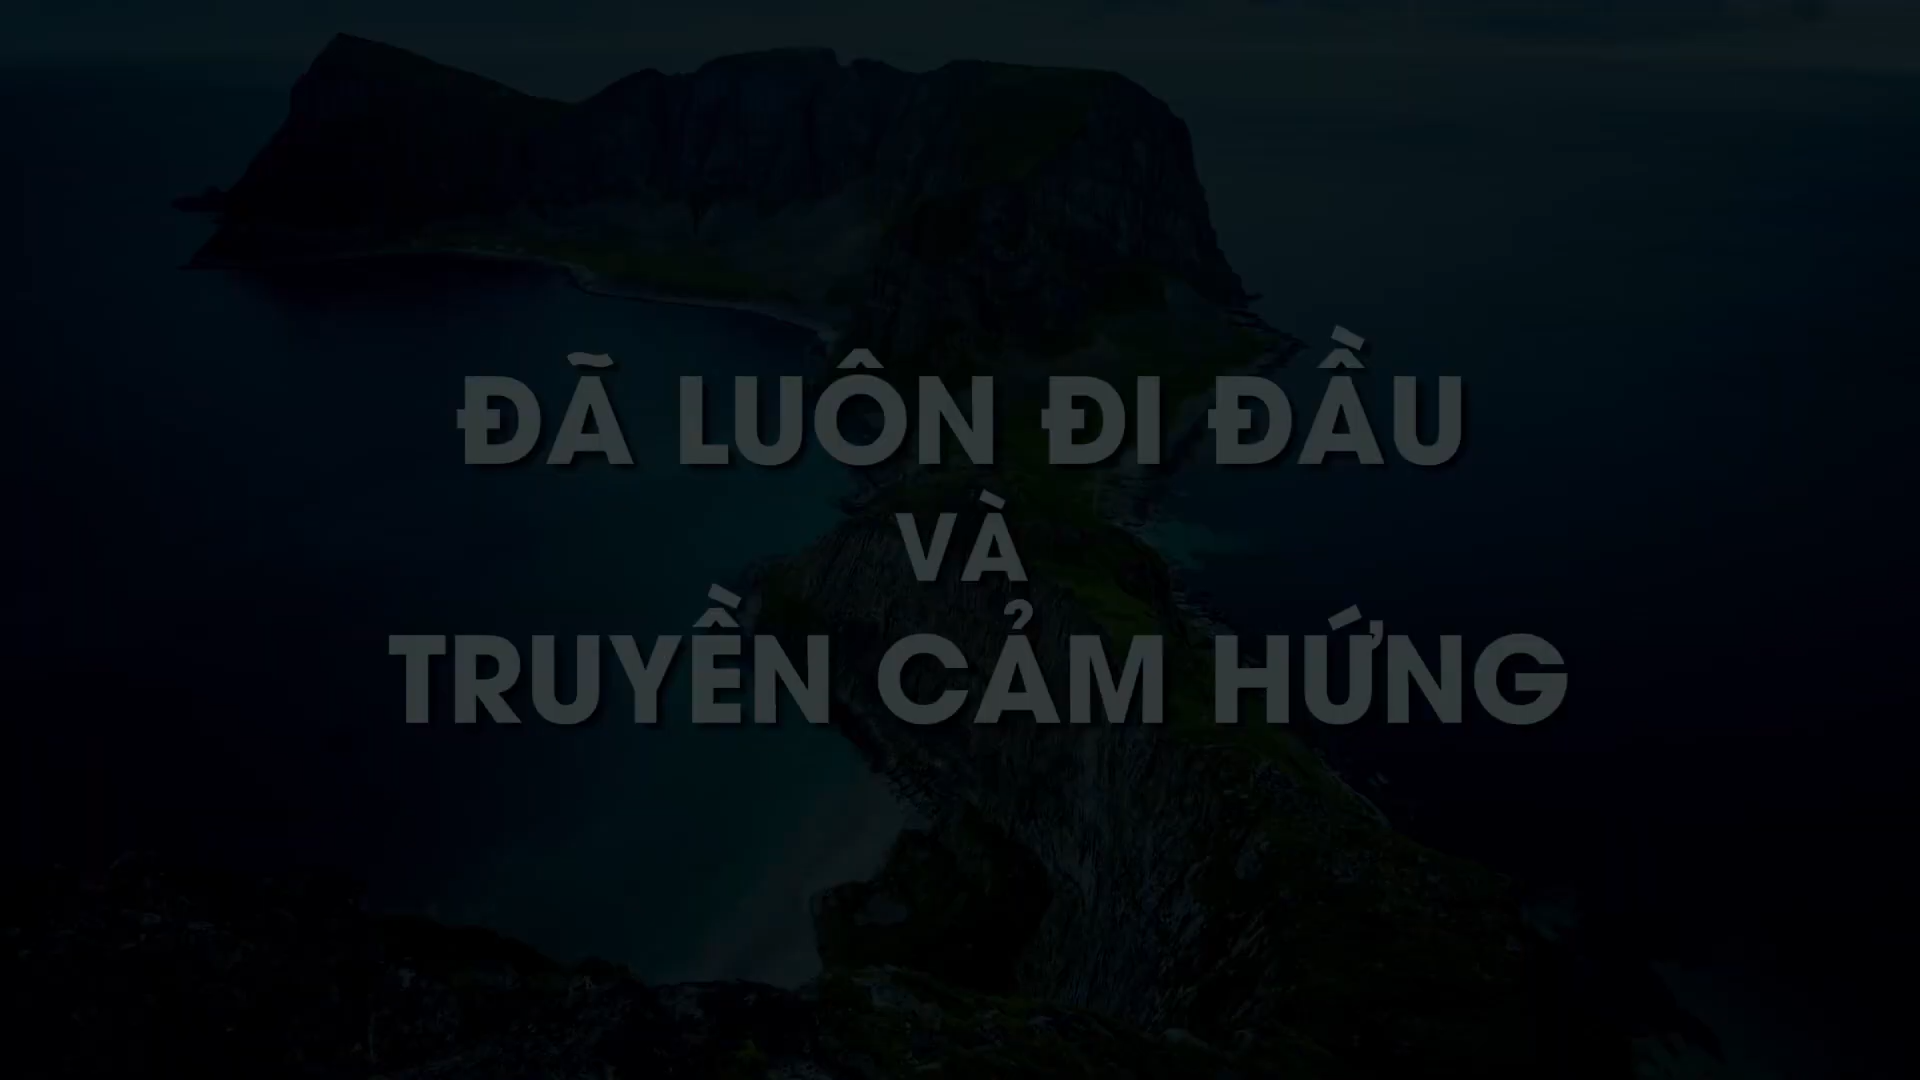 ĐÃ LUÔN ĐI ĐẦU
VÀ
TRUYỀN CẢM HỨNG